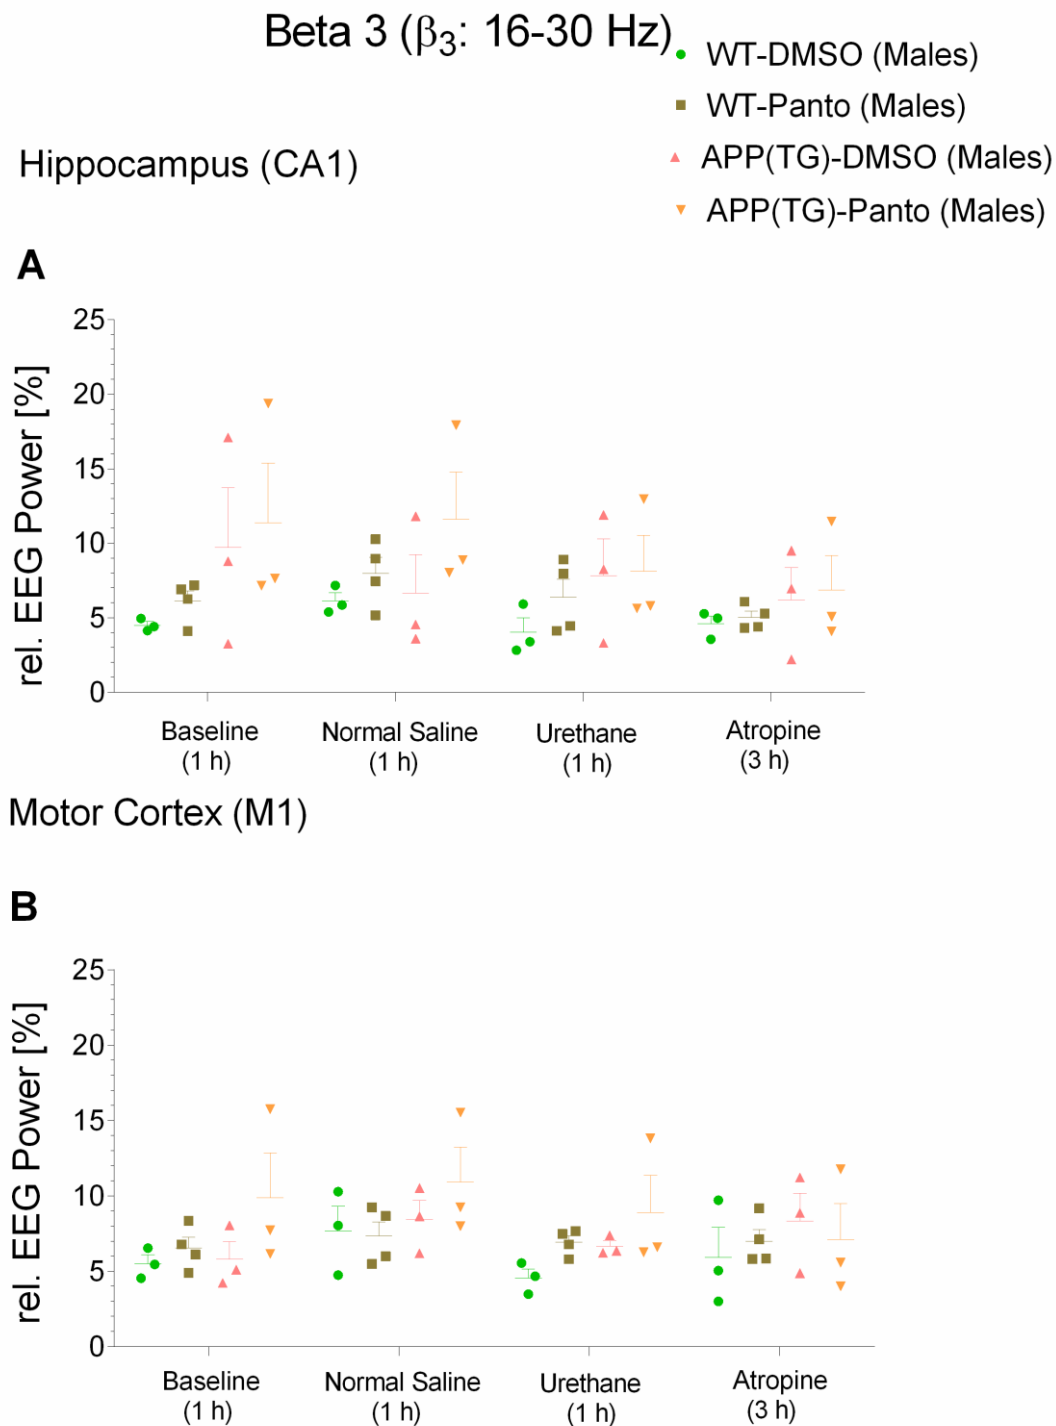 Beta 3 (β₃: 16-30 Hz)
WT-DMSO (Males)
WT-Panto (Males)
APP(TG)-DMSO (Males)
APP(TG)-Panto (Males)
Hippocampus (CA1)
A
rel. EEG Power [%]
25
20
15
10
5
0
Baseline
(1 h)
Normal Saline
(1 h)
Urethane
(1 h)
Atropine
(3 h)
Motor Cortex (M1)
B
rel. EEG Power [%]
25
20
15
10
5
0
Baseline
(1 h)
Normal Saline
(1 h)
Urethane
(1 h)
Atropine
(3 h)